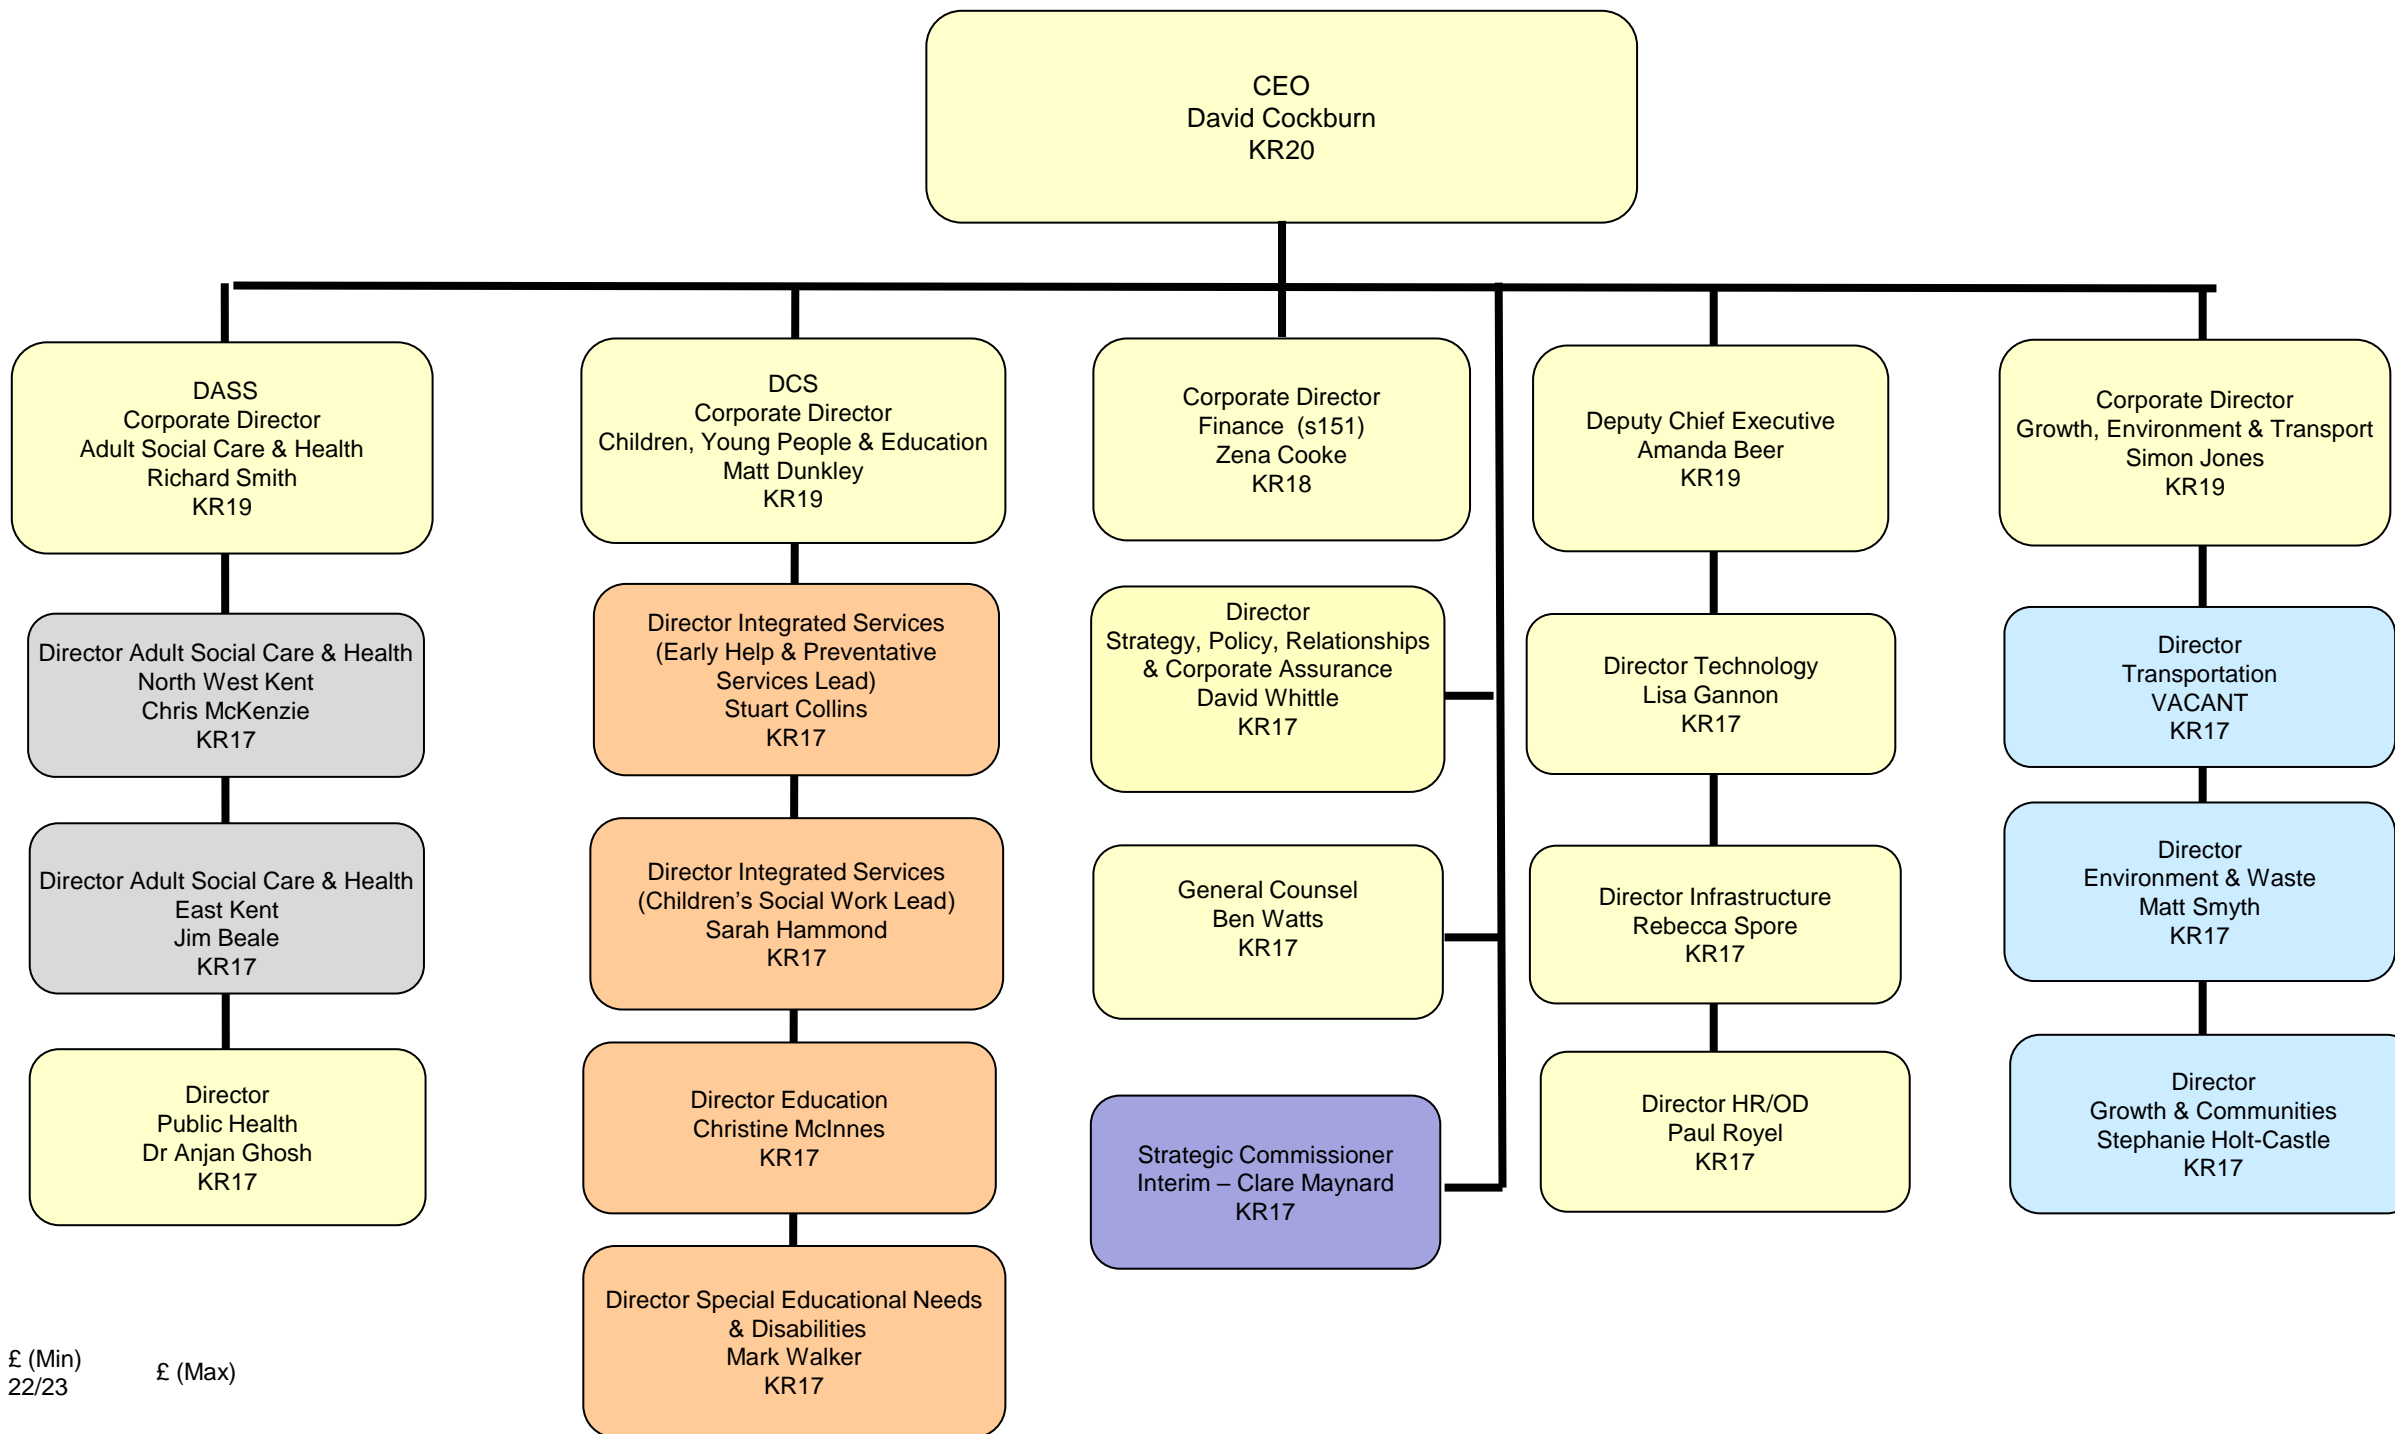 CEO
David Cockburn
KR20
DASS
Corporate Director
Adult Social Care & Health
Richard Smith
KR19
DCS
Corporate Director
Children, Young People & Education
Matt Dunkley
KR19
Corporate Director
Finance (s151)
Zena Cooke
KR18
Deputy Chief Executive
Amanda Beer
KR19
Corporate Director
Growth, Environment & Transport
Simon Jones
KR19
Director Adult Social Care & Health
North West Kent
Chris McKenzie
KR17
Director Integrated Services
(Early Help & Preventative
Services Lead)
Stuart Collins
KR17
Director
Strategy, Policy, Relationships
& Corporate Assurance
David Whittle
KR17
Director Technology
Lisa Gannon
KR17
Director
Transportation
VACANT
KR17
Director Adult Social Care & Health
East Kent
Jim Beale
KR17
Director Integrated Services
(Children’s Social Work Lead)
Sarah Hammond
KR17
General Counsel
Ben Watts
KR17
Director Infrastructure
Rebecca Spore
KR17
Director
Environment & Waste
Matt Smyth
KR17
Director
Public Health
Dr Anjan Ghosh
KR17
Director Education
Christine McInnes
KR17
Strategic Commissioner
Interim – Clare Maynard
KR17
Director HR/OD
Paul Royel
KR17
Director
Growth & Communities
Stephanie Holt-Castle
KR17
Director Special Educational Needs
& Disabilities
Mark Walker
KR17
£ (Min)
22/23
£ (Max)